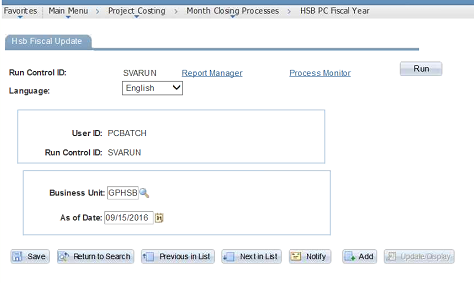 Favorites Main Menu > Project Costing > Month Closing Processes > HSB PC Fiscal Year
Hsb Fiscal Update
Run Control ID: SVARUN Report Manager Process Monitor Run
Language: English
User ID: PCBATCH
Run Control ID: SVARUN
Business Unit: GPHSB
As of Date: 09/15/2016
Save Return to Search Previous in List Next in List Notify Add Update/Display